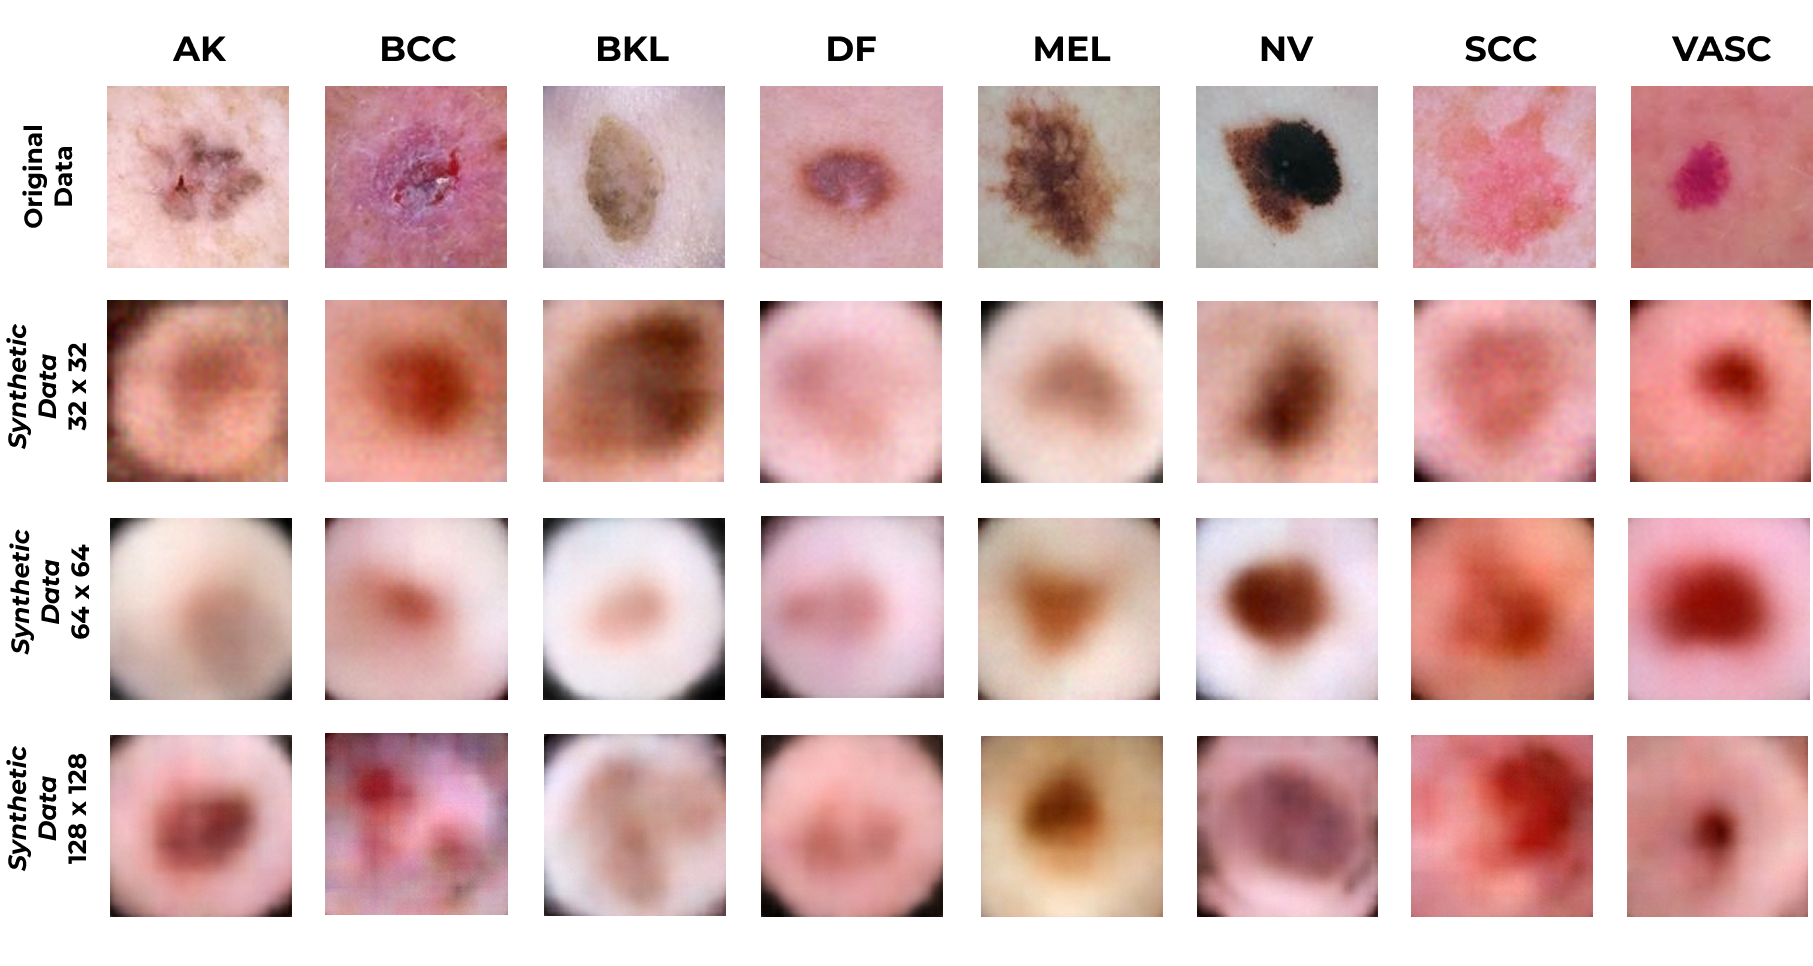 AK BCC BKL DF MEL NV SCC VASC
Original
Data
Synthetic
Data
32 x 32
Synthetic
Data
64 x 64
Synthetic
Data
128 x 128